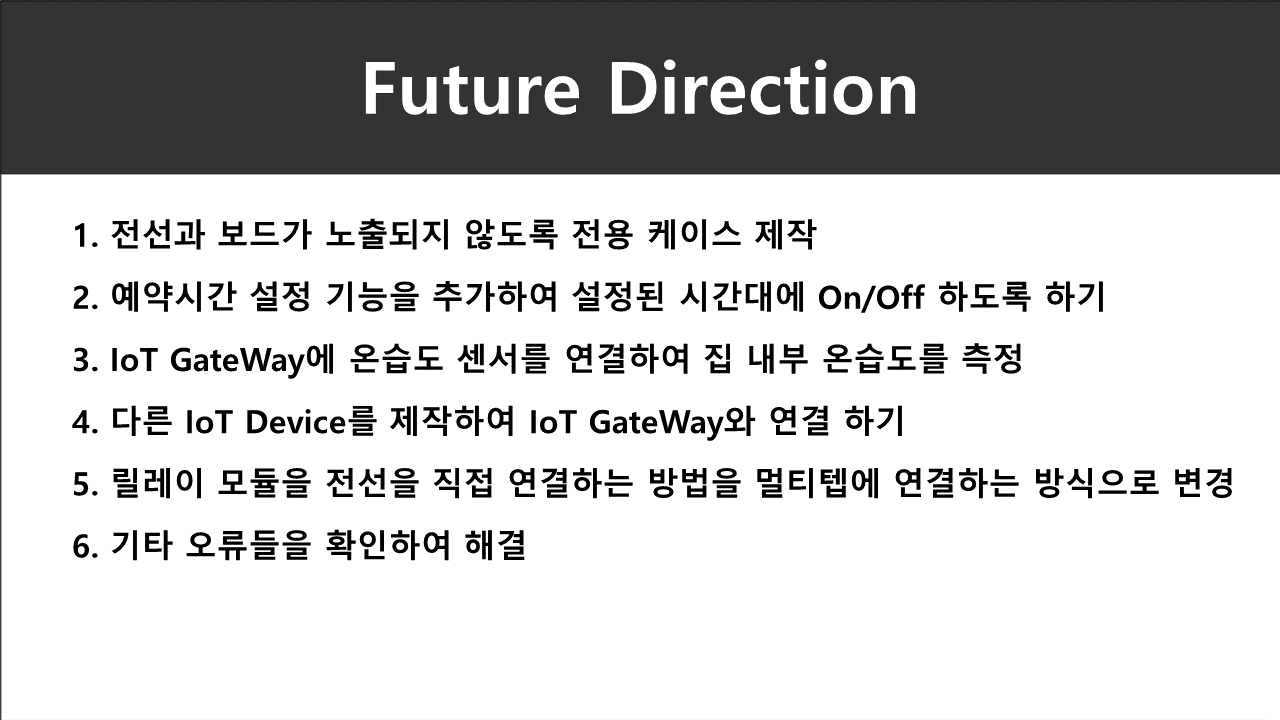 Future Direction
1. 전선과 보드가 노출되지 않도록 전용 케이스 제작
2. 예약시간 설정 기능을 추가하여 설정된 시간대에 On/Off 하도록 하기
3. IoT GateWay에 온습도 센서를 연결하여 집 내부 온습도를 측정
4. 다른 IoT Device를 제작하여 IoT GateWay와 연결 하기
5. 릴레이 모듈을 전선을 직접 연결하는 방법을 멀티텝에 연결하는 방식으로 변경
6. 기타 오류들을 확인하여 해결